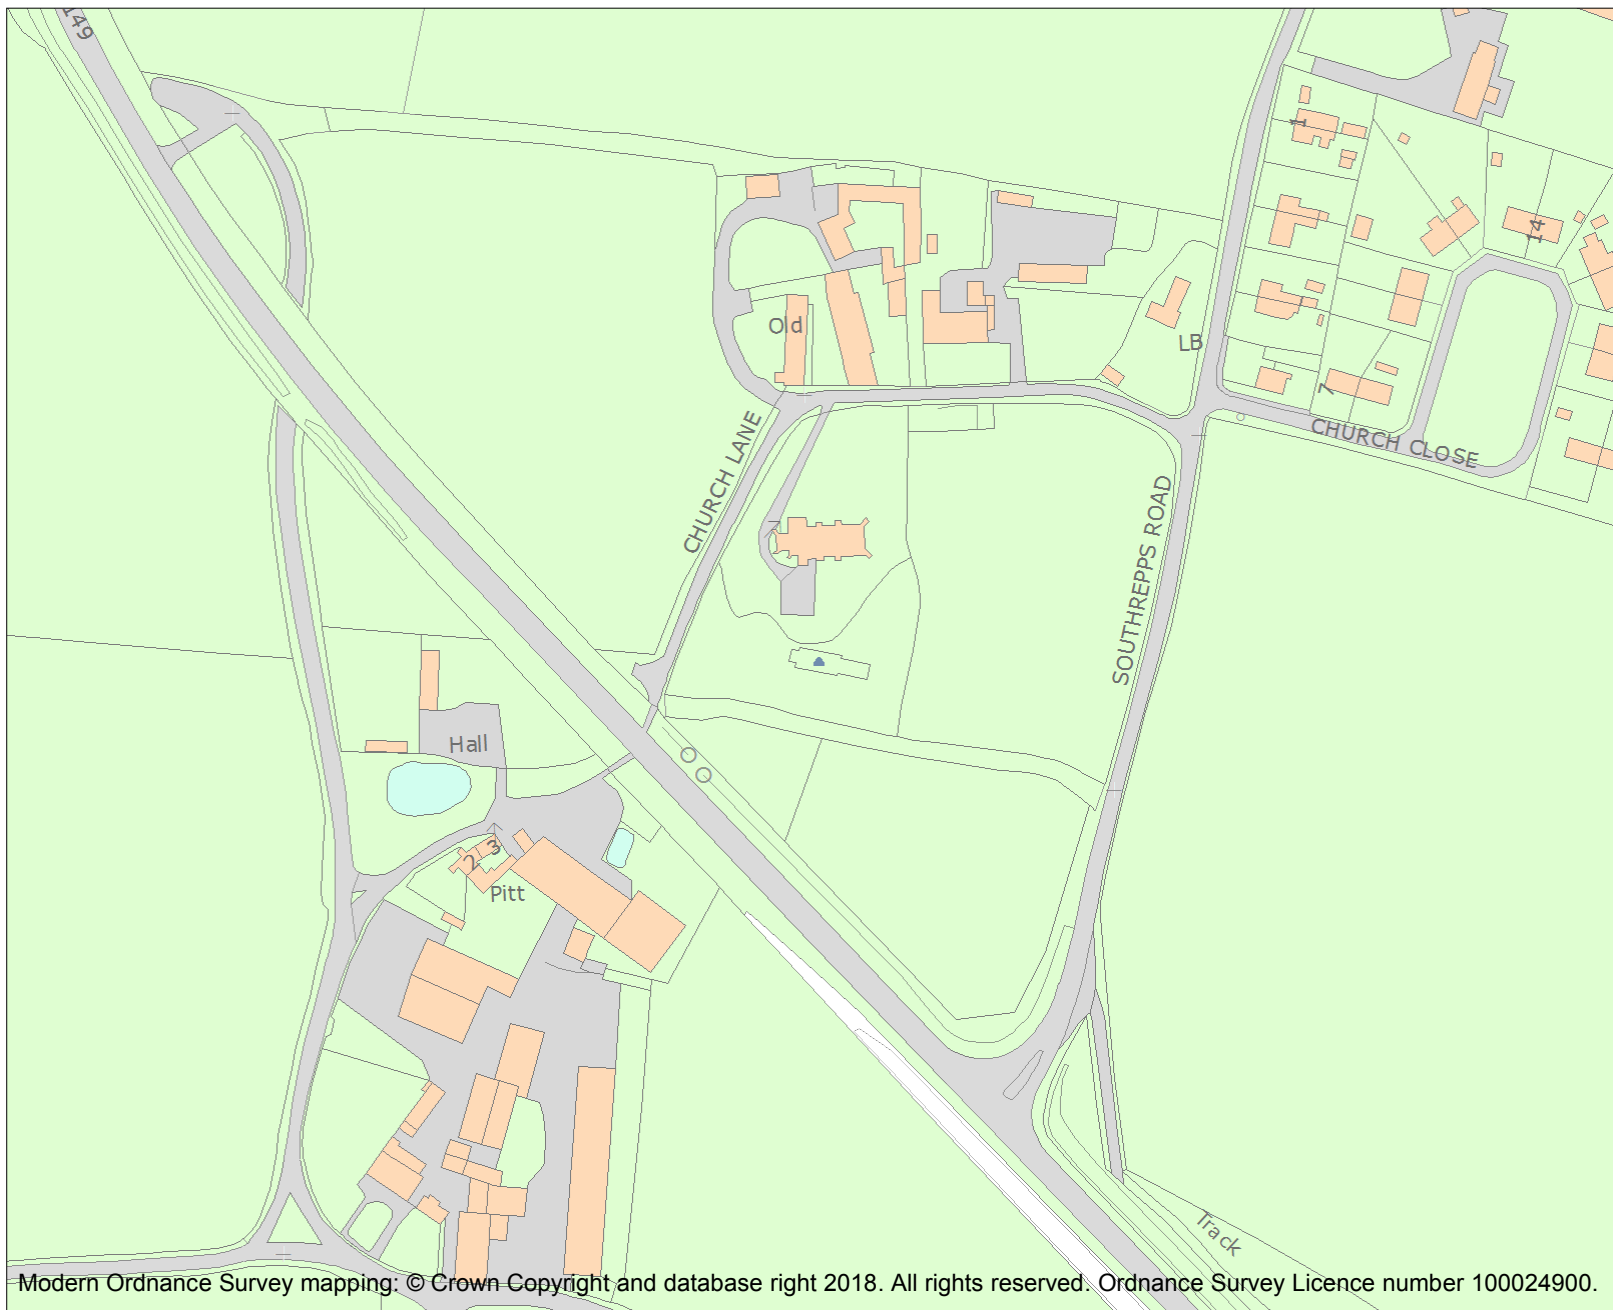 149
1
14
Old
LB
7
CHURCH LANE
CHURCH CLOSE
SOUTHREPPS ROAD
Hall
3
2
Pitt
Track
Modern Ordnance Survey mapping: © Crown Copyright and database right 2018. All rights reserved. Ordnance Survey Licence number 100024900.